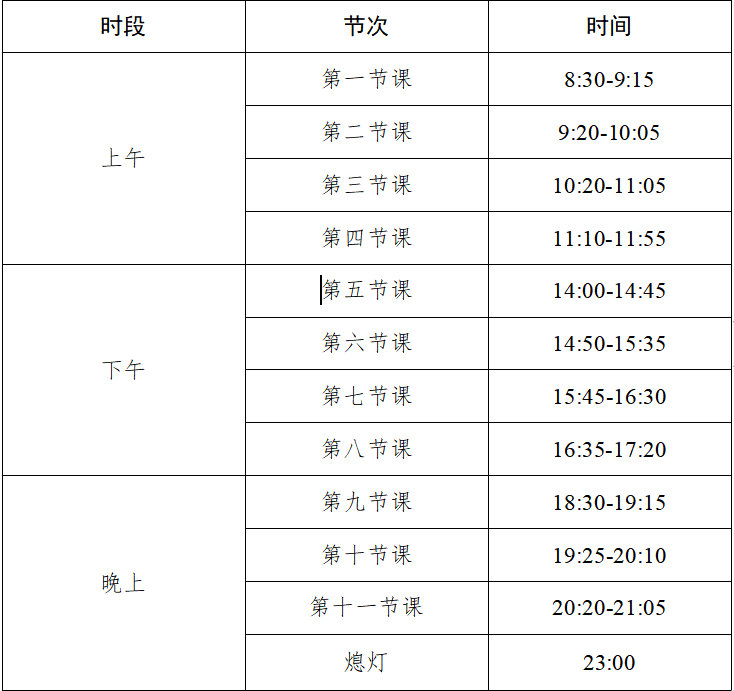 时段 节次 时间
上午
第一节课 8:30-9:15
第二节课 9:20-10:05
第三节课 10:20-11:05
第四节课 11:10-11:55
下午
第五节课 14:00-14:45
第六节课 14:50-15:35
第七节课 15:45-16:30
第八节课 16:35-17:20
晚上
第九节课 18:30-19:15
第十节课 19:25-20:10
第十一节课 20:20-21:05
熄灯 23:00